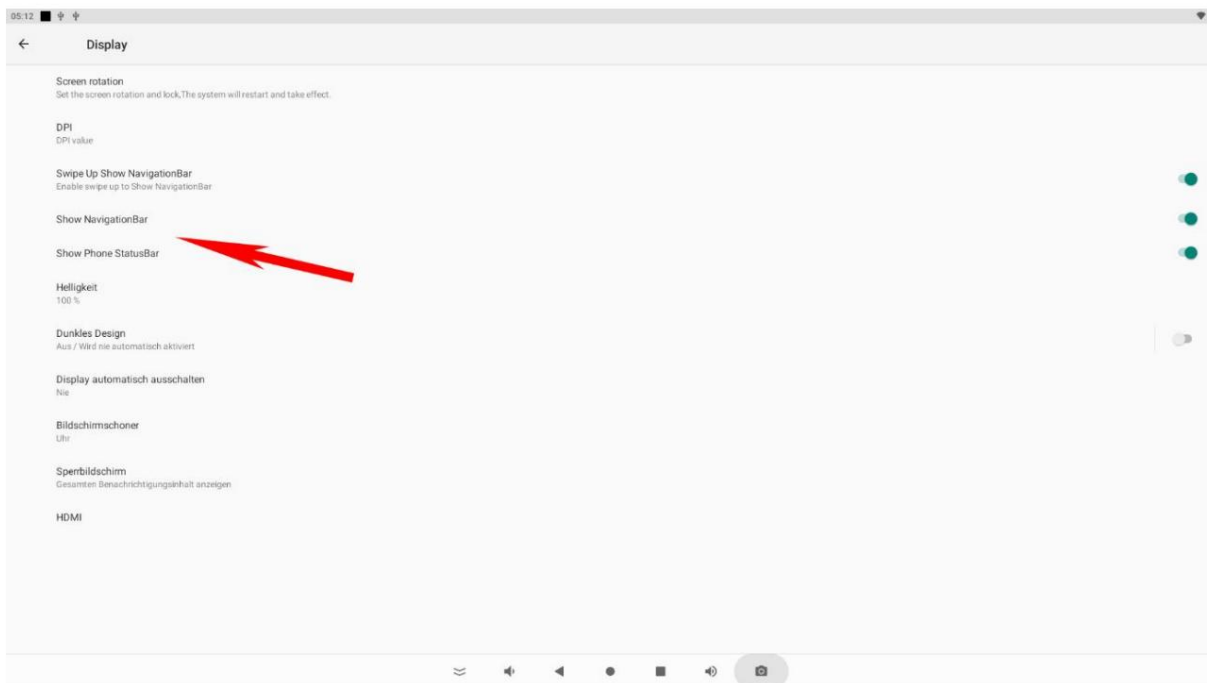 05:12
Display
Screen rotation
Set the screen rotation and lock,The system will restart and take effect.
DPI
DPI value
Swipe Up Show NavigationBar
Enable swipe up to Show NavigationBar
Show NavigationBar
Show Phone StatusBar
Helligkeit
100 %
Dunkles Design
Aus / Wird nie automatisch aktiviert
Display automatisch ausschalten
Nie
Bildschirmschoner
Uhr
Sperrbildschirm
Gesamten Benachrichtigungsinhalt anzeigen
HDMI